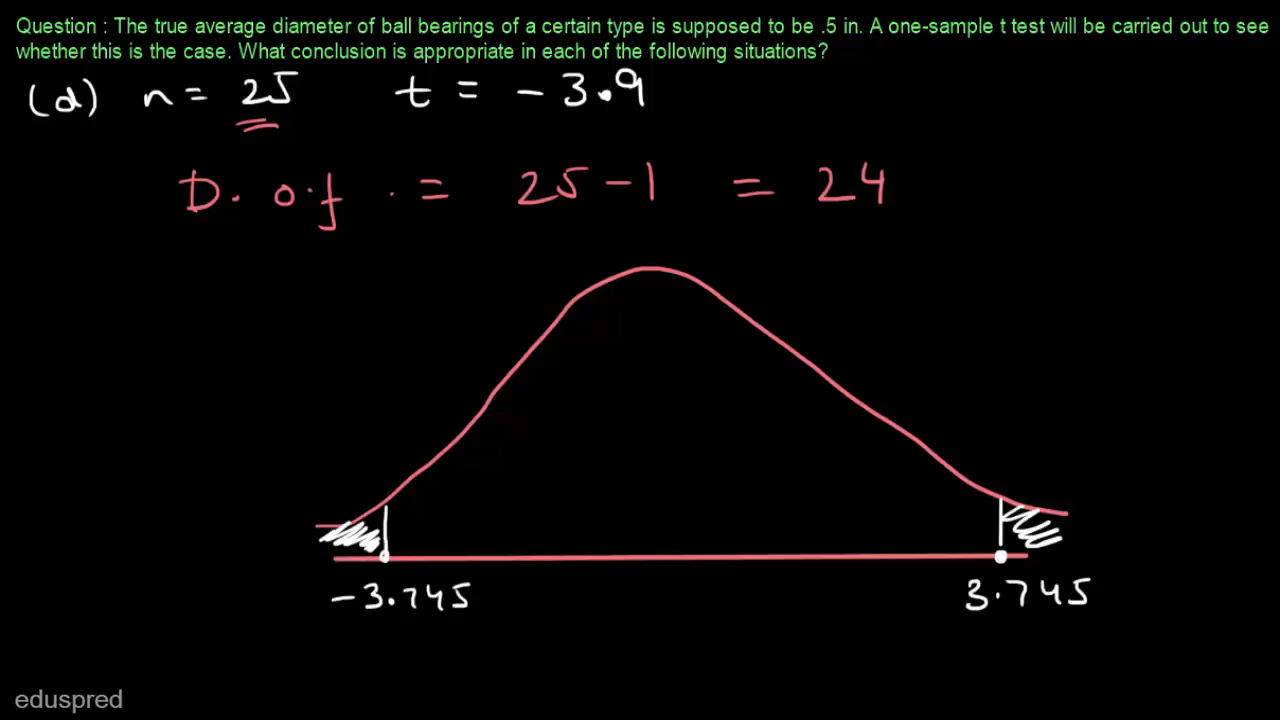 Question : The true average diameter of ball bearings of a certain type is supposed to be .5 in. A one-sample t test will be carried out to see
whether this is the case. What conclusion is appropriate in each of the following situations?
(d) n = 25 t = -3.9
D.o.f. = 25-1 = 24
-3.745 3.745
eduspred